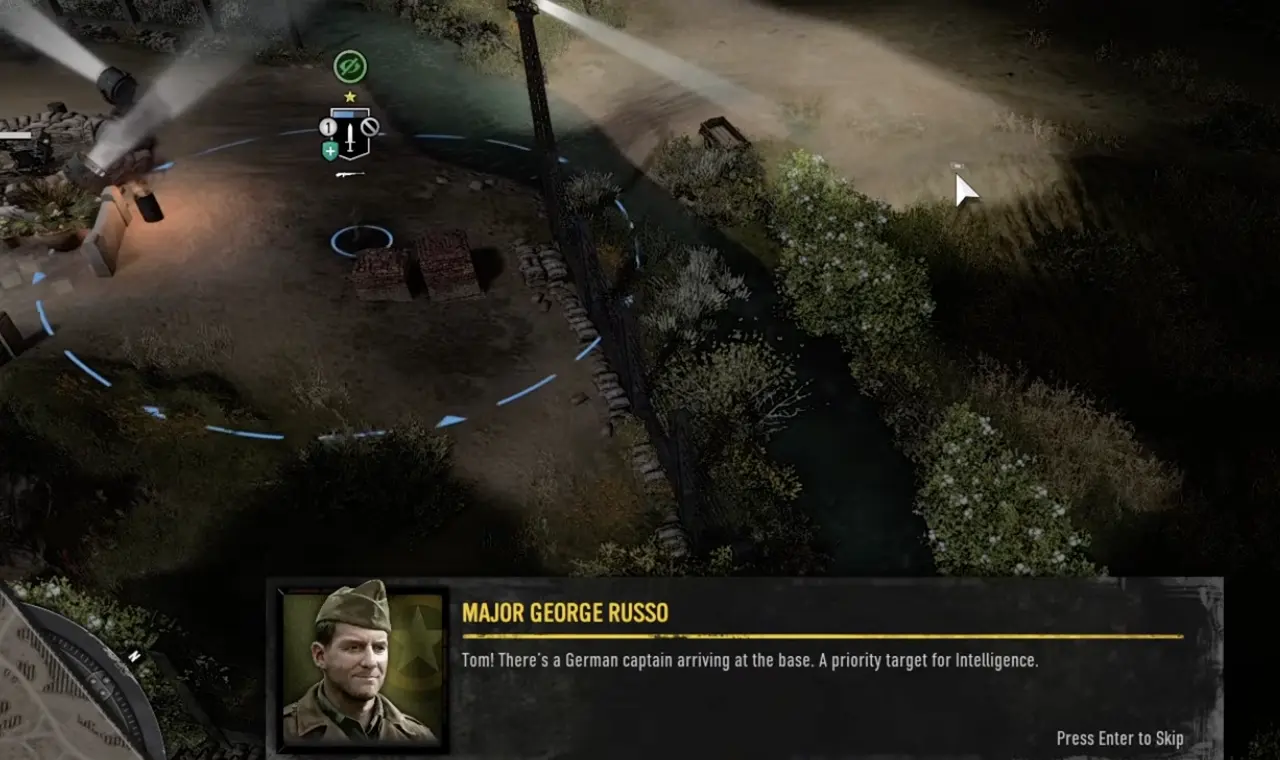 1
MAJOR GEORGE RUSSO
Tom! There's a German captain arriving at the base. A priority target for Intelligence.
N
Press Enter to Skip